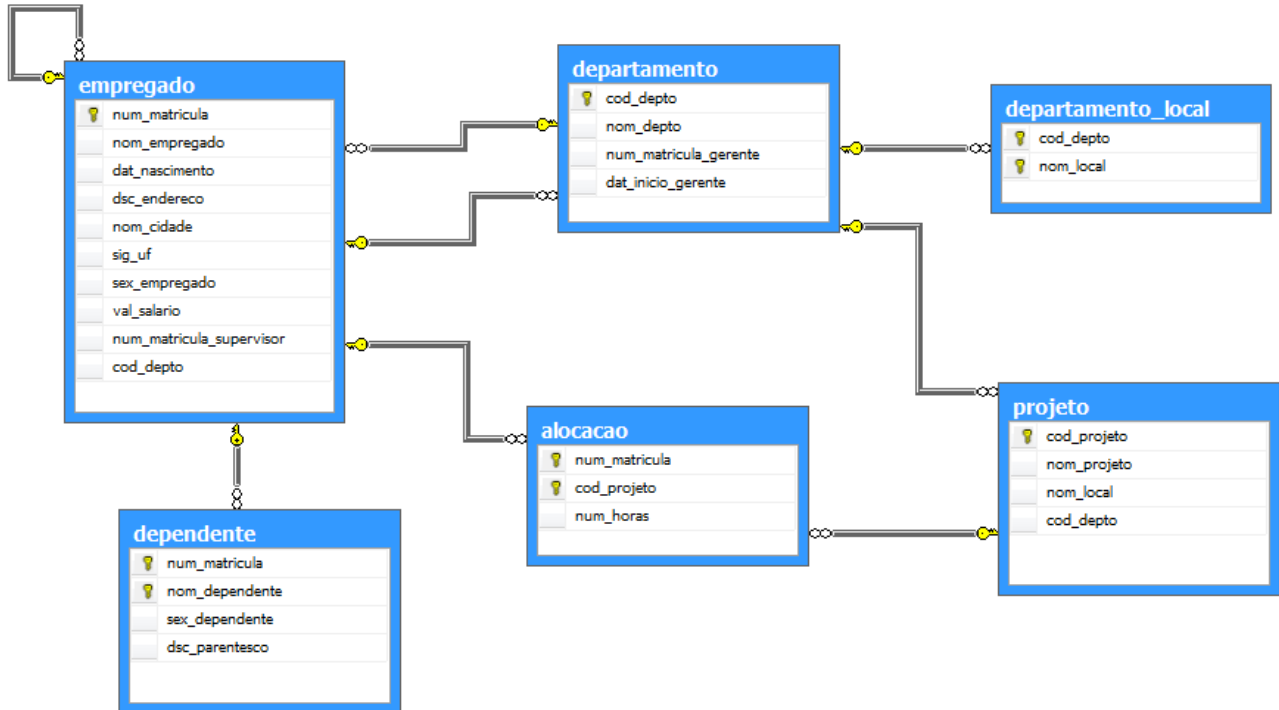 empregado
num_matricula
nom_empregado
dat_nascimento
dsc_endereco
nom_cidade
sig_uf
sex_empregado
val_salario
num_matricula_supervisor
cod_depto
departamento
cod_depto
nom_depto
num_matricula_gerente
dat_inicio_gerente
departamento_local
cod_depto
nom_local
alocacao
num_matricula
cod_projeto
num_horas
projeto
cod_projeto
nom_projeto
nom_local
cod_depto
dependente
num_matricula
nom_dependente
sex_dependente
dsc_parentesco